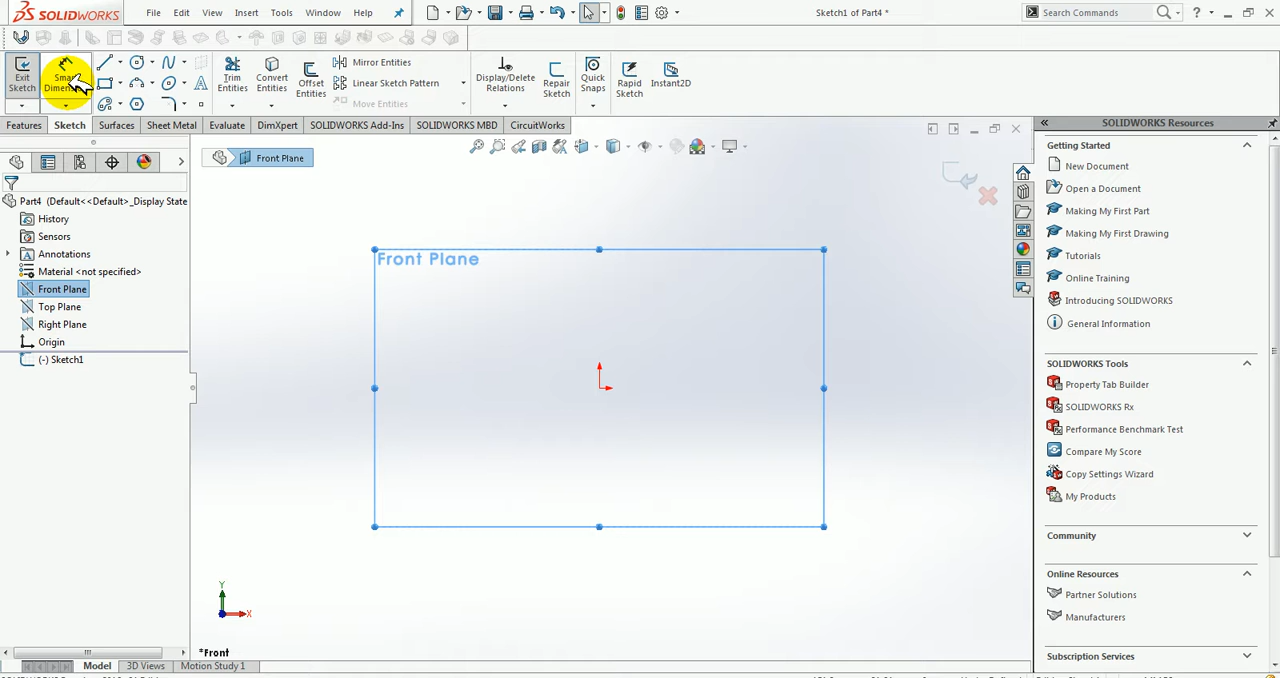 SOLIDWORKS
File Edit View Insert Tools Window Help
Sketch1 of Part4 *
Search Commands
Exit Sketch
Smart Dimension
Trim Entities
Convert Entities
Offset Entities
Mirror Entities
Linear Sketch Pattern
Move Entities
Display/Delete Relations
Repair Sketch
Quick Snaps
Rapid Sketch
Instant2D
Features Sketch Surfaces Sheet Metal Evaluate DimXpert SOLIDWORKS Add-Ins SOLIDWORKS MBD CircuitWorks
Front Plane
Part4 (Default<<Default>_Display State
History
Sensors
Annotations
Material <not specified>
Front Plane
Top Plane
Right Plane
Origin
(-) Sketch1
Front Plane
Y
X
*Front
Model 3D Views Motion Study 1
SOLIDWORKS Resources
Getting Started
New Document
Open a Document
Making My First Part
Making My First Drawing
Tutorials
Online Training
Introducing SOLIDWORKS
General Information
SOLIDWORKS Tools
Property Tab Builder
SOLIDWORKS Rx
Performance Benchmark Test
Compare My Score
Copy Settings Wizard
My Products
Community
Online Resources
Partner Solutions
Manufacturers
Subscription Services